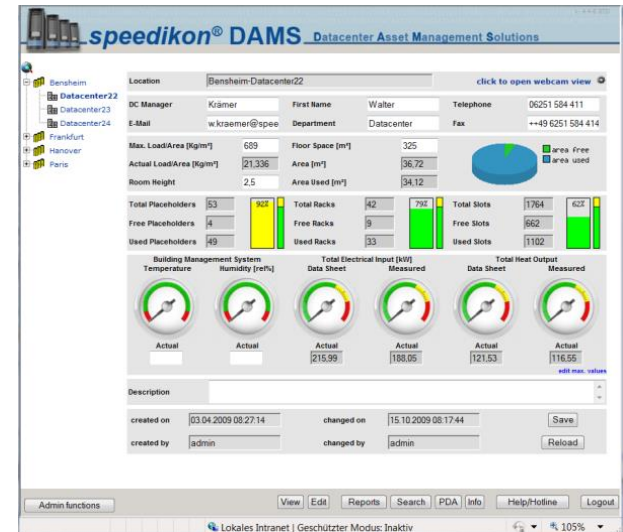 speedikon® DAMS Datacenter Asset Management Solutions
Bensheim
Datacenter22
Datacenter23
Datacenter24
Frankfurt
Hanover
Paris
Location Bensheim-Datacenter22 click to open webcam view
DC Manager Krämer First Name Walter Telephone 06251 584 411
E-Mail w.kraemer@spee Department Datacenter Fax ++49 6251 584 414
Max. Load/Area [Kg/m²] 689 Floor Space [m²] 325
area free
area used
Actual Load/Area [Kg/m²] 21,336 Area [m²] 36,72
Room Height 2,5 Area Used [m²] 34,12
Total Placeholders 53 92% Total Racks 42 79% Total Slots 1764 62%
Free Placeholders 4 Free Racks 9 Free Slots 662
Used Placeholders 49 Used Racks 33 Used Slots 1102
Building Management System Total Electrical Input [kW] Total Heat Output
Temperature Humidity [rel%] Data Sheet Measured Data Sheet Measured
Actual Actual Actual Actual Actual Actual
215,99 188,05 121,53 116,55
edit max. values
Description
created on 03.04.2009 08:27:14 changed on 15.10.2009 08:17:44 Save
created by admin changed by admin Reload
Admin functions View Edit Reports Search PDA Info Help/Hotline Logout
Lokales Intranet | Geschützter Modus: Inaktiv 105%